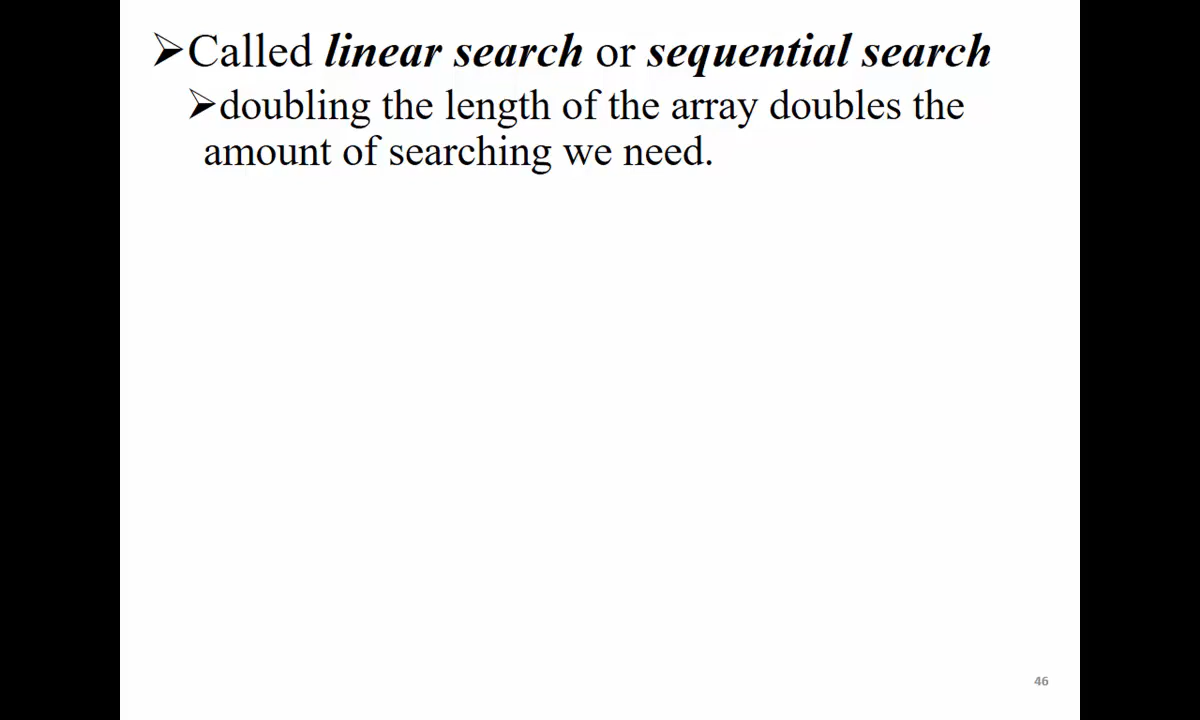 ➢Called linear search or sequential search
➢doubling the length of the array doubles the
amount of searching we need.
46